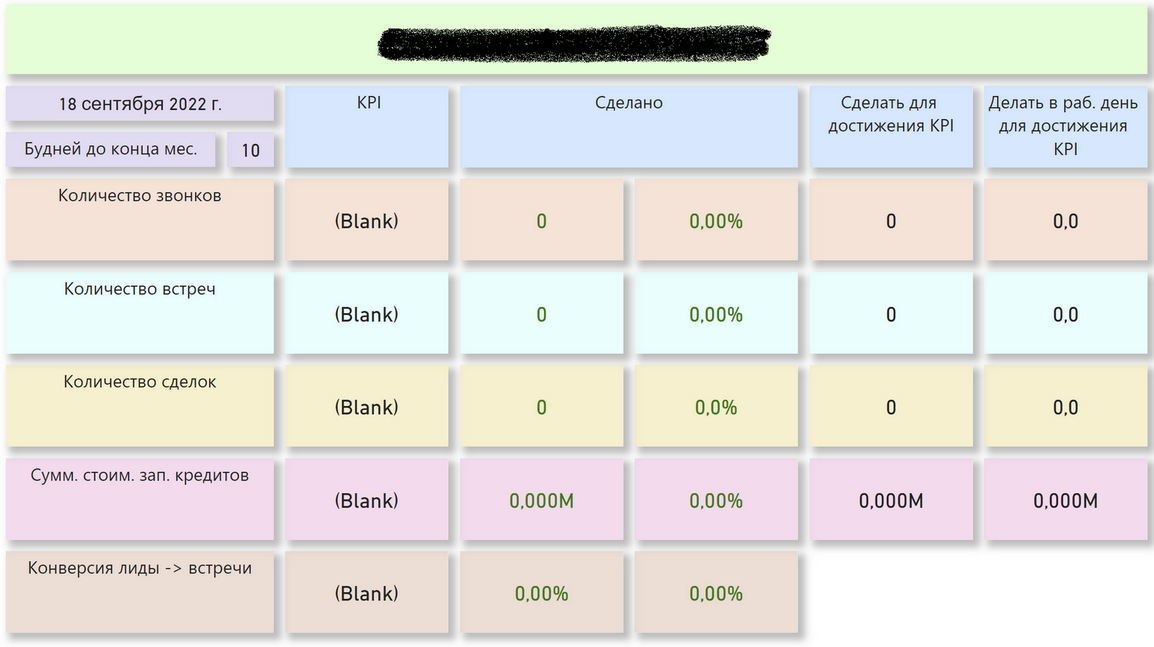 18 сентября 2022 г.
Будней до конца мес.
10
KPI
Сделано
Сделать для
достижения KPI
Делать в раб. день
для достижения
KPI
Количество звонков
(Blank)
0
0,00%
0
0,0
Количество встреч
(Blank)
0
0,00%
0
0,0
Количество сделок
(Blank)
0
0,0%
0
0,0
Сумм. стоим. зап. кредитов
(Blank)
0,000M
0,00%
0,000M
0,000M
Конверсия лиды -> встречи
(Blank)
0,00%
0,00%